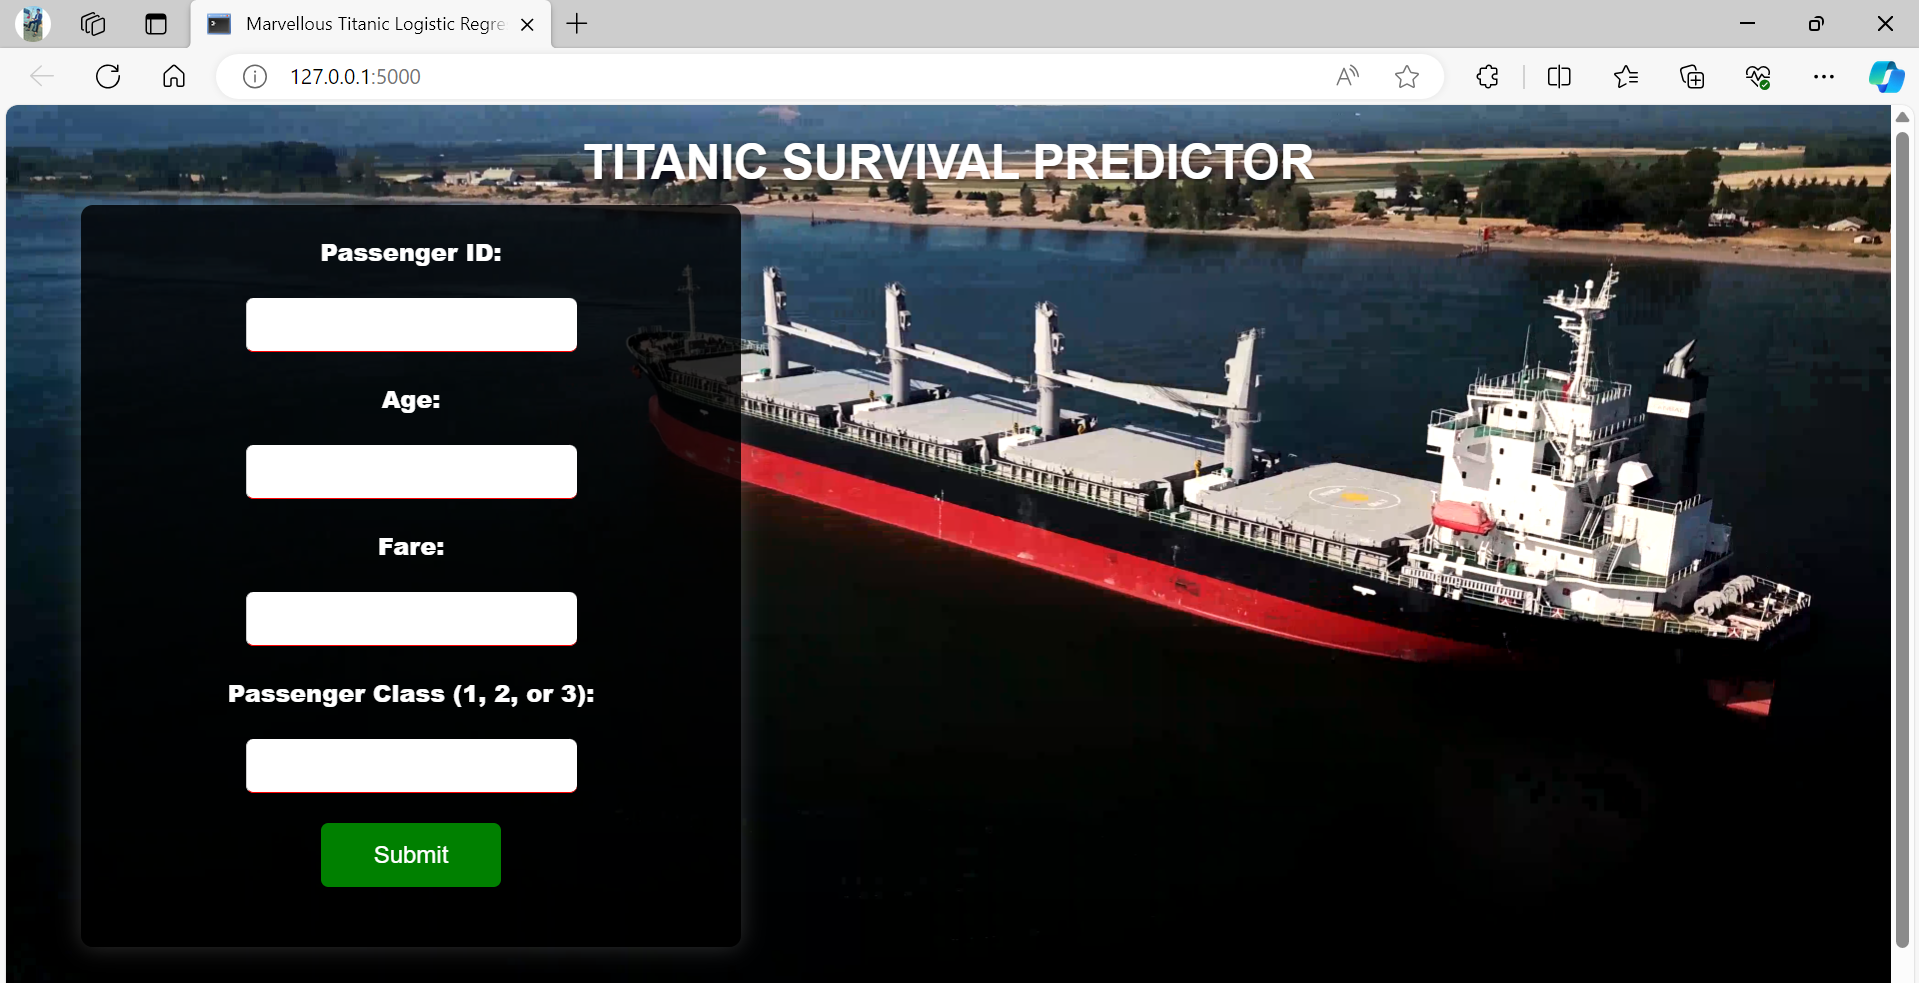 Marvellous Titanic Logistic Regre
127.0.0.1:5000
TITANIC SURVIVAL PREDICTOR
Passenger ID:
Age:
Fare:
Passenger Class (1, 2, or 3):
Submit